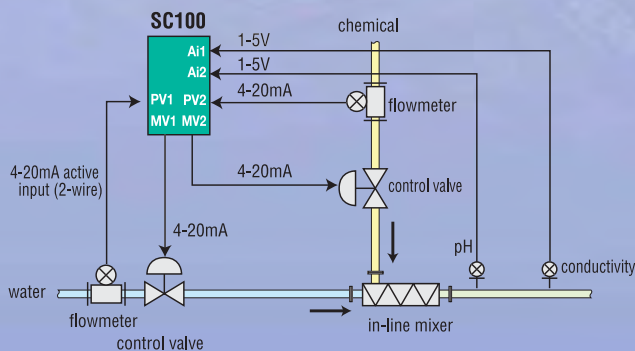 SC100
chemical
Ai1
1-5V
Ai2
1-5V
PV1 PV2
4-20mA
flowmeter
MV1 MV2
4-20mA active
input (2-wire)
4-20mA
control valve
4-20mA
pH
conductivity
water
flowmeter
in-line mixer
control valve